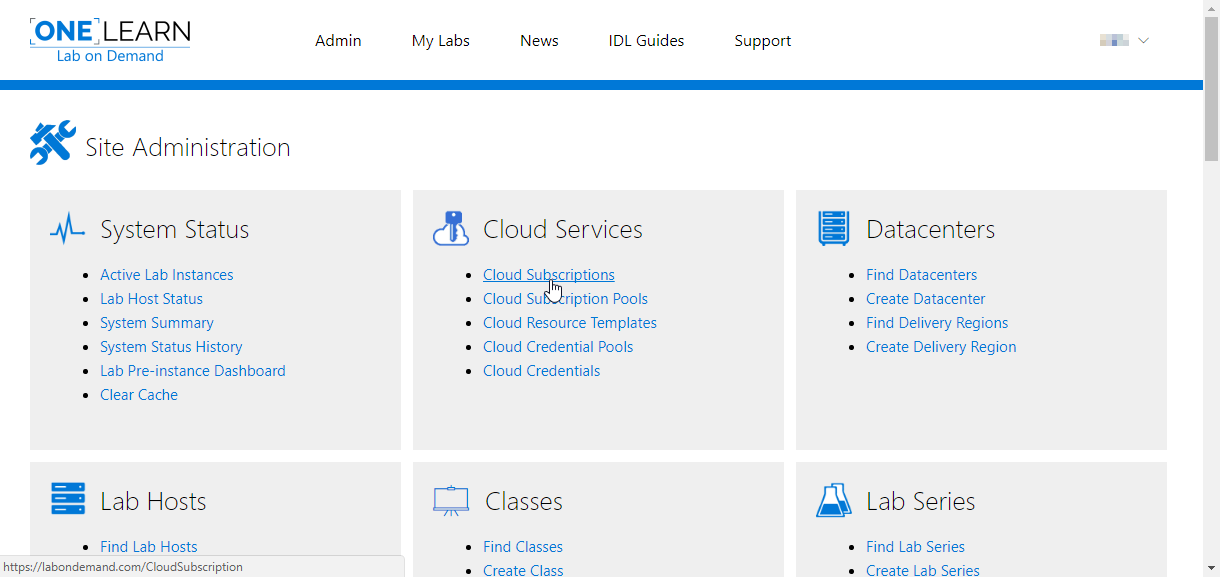 ONE LEARN
Lab on Demand
Admin
My Labs
News
IDL Guides
Support
Site Administration
System Status
Active Lab Instances
Lab Host Status
System Summary
System Status History
Lab Pre-instance Dashboard
Clear Cache
Cloud Services
Cloud Subscriptions
Cloud Subscription Pools
Cloud Resource Templates
Cloud Credential Pools
Cloud Credentials
Datacenters
Find Datacenters
Create Datacenter
Find Delivery Regions
Create Delivery Region
Lab Hosts
Find Lab Hosts
Classes
Find Classes
Create Class
Lab Series
Find Lab Series
Create Lab Series
https://labondemand.com/CloudSubscription